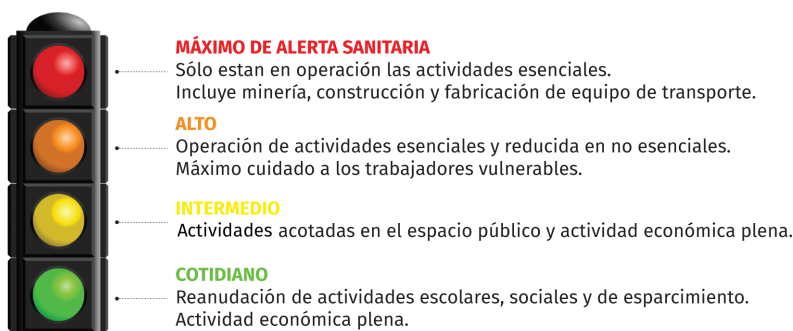 MÁXIMO DE ALERTA SANITARIA
Sólo estan en operación las actividades esenciales.
Incluye minería, construcción y fabricación de equipo de transporte.
ALTO
Operación de actividades esenciales y reducida en no esenciales.
Máximo cuidado a los trabajadores vulnerables.
INTERMEDIO
Actividades acotadas en el espacio público y actividad económica plena.
COTIDIANO
Reanudación de actividades escolares, sociales y de esparcimiento.
Actividad económica plena.